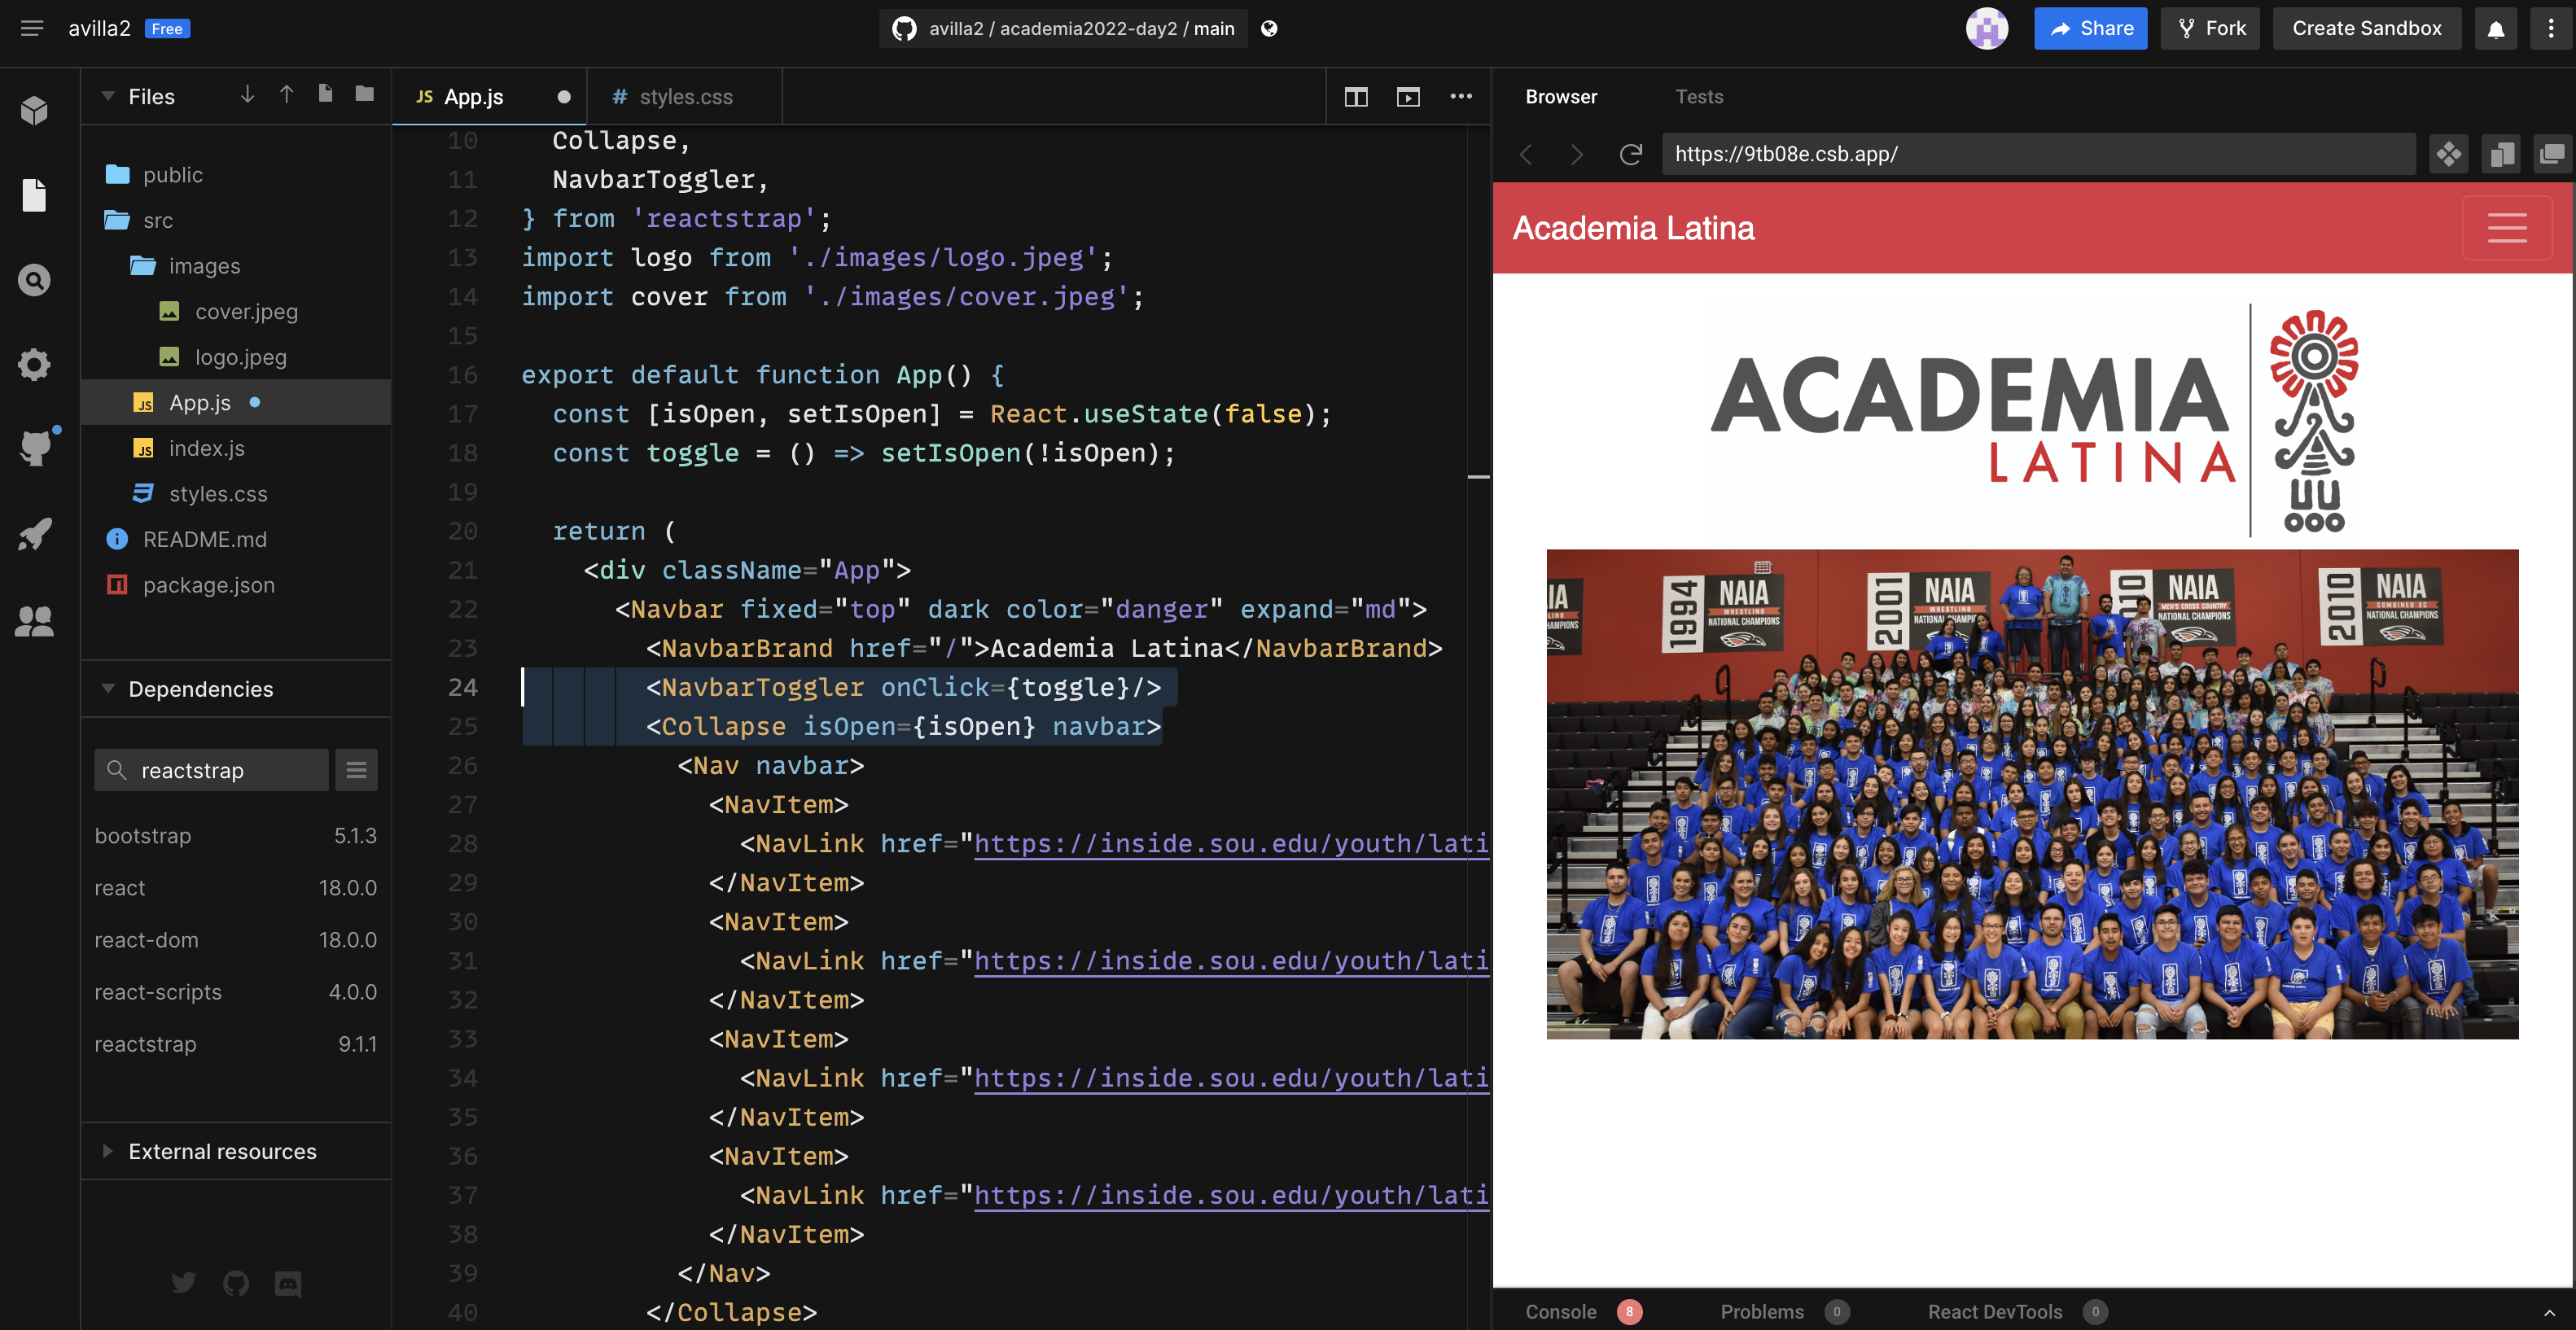 avilla2 Free
avilla2 / academia2022-day2 / main
Share
Fork
Create Sandbox
Files
public
src
images
cover.jpeg
logo.jpeg
App.js
index.js
styles.css
README.md
package.json
Dependencies
reactstrap
bootstrap 5.1.3
react 18.0.0
react-dom 18.0.0
react-scripts 4.0.0
reactstrap 9.1.1
External resources
JS App.js
# styles.css
10 Collapse,
11 NavbarToggler,
12 } from 'reactstrap';
13 import logo from './images/logo.jpeg';
14 import cover from './images/cover.jpeg';
15
16 export default function App() {
17 const [isOpen, setIsOpen] = React.useState(false);
18 const toggle = () => setIsOpen(!isOpen);
19
20 return (
21 <div className="App">
22 <Navbar fixed="top" dark color="danger" expand="md">
23 <NavbarBrand href="/">Academia Latina</NavbarBrand>
24 <NavbarToggler onClick={toggle}/>
25 <Collapse isOpen={isOpen} navbar>
26 <Nav navbar>
27 <NavItem>
28 <NavLink href="https://inside.sou.edu/youth/lati
29 </NavItem>
30 <NavItem>
31 <NavLink href="https://inside.sou.edu/youth/lati
32 </NavItem>
33 <NavItem>
34 <NavLink href="https://inside.sou.edu/youth/lati
35 </NavItem>
36 <NavItem>
37 <NavLink href="https://inside.sou.edu/youth/lati
38 </NavItem>
39 </Nav>
40 </Collapse>
Browser
Tests
https://9tb08e.csb.app/
Academia Latina
ACADEMIA
LATINA
1994 NAIA
WRESTLING
NATIONAL CHAMPIONS
2001 NAIA
WRESTLING
NAIA
MEN'S CROSS COUNTRY
NATIONAL CHAMPIONS
2010 NAIA
COMBINED XC
NATIONAL CHAMPIONS
Console 8
Problems 0
React DevTools 0